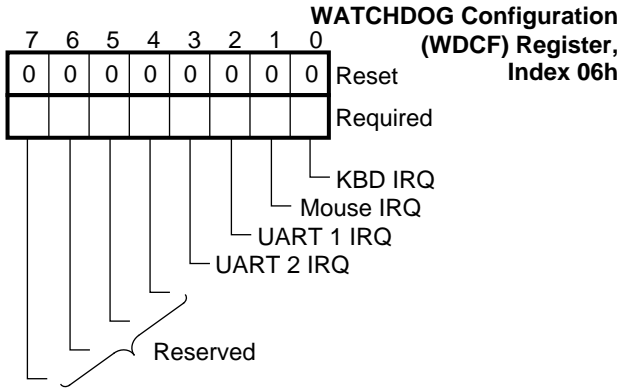 WATCHDOG Configuration
(WDCF) Register,
Index 06h
7 6 5 4 3 2 1 0
0 0 0 0 0 0 0 0 Reset
Required
KBD IRQ
Mouse IRQ
UART 1 IRQ
UART 2 IRQ
Reserved